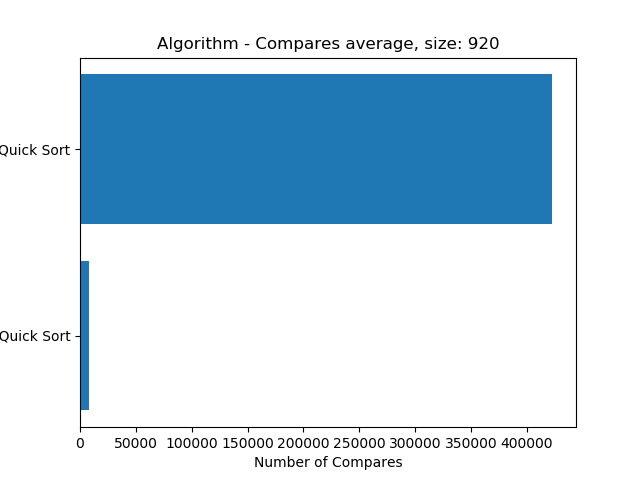 Algorithm - Compares average, size: 920
Quick Sort
Quick Sort
0 50000 100000 150000 200000 250000 300000 350000 400000
Number of Compares